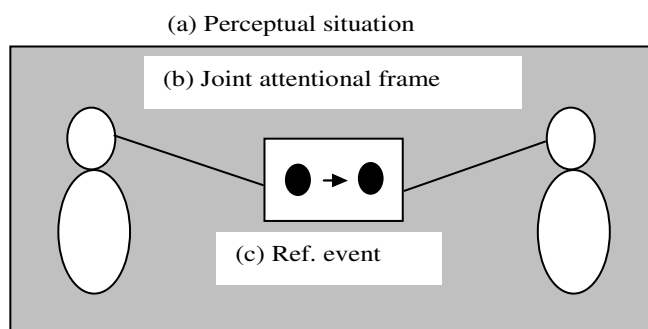 (a) Perceptual situation
(b) Joint attentional frame
(c) Ref. event